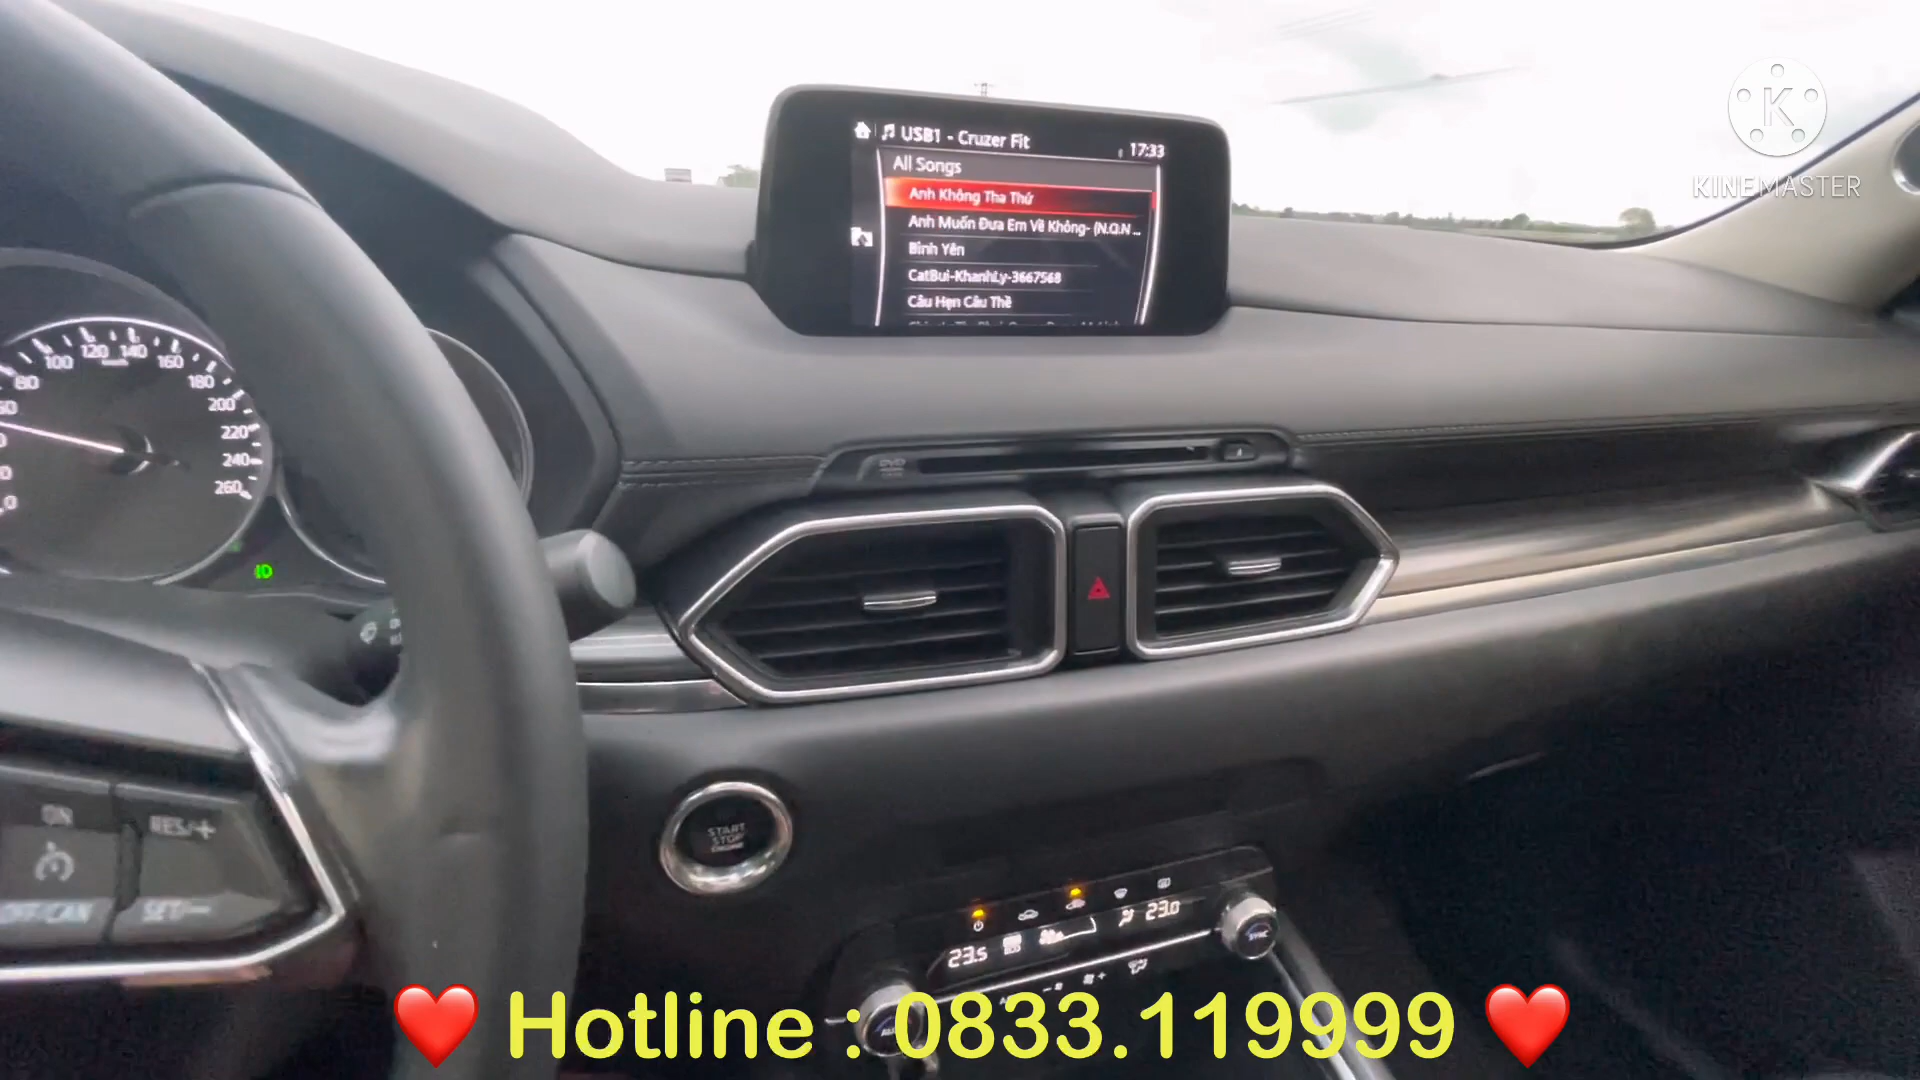 KINEMASTER
USB1 - Cruzer Fit
17:33
All Songs
Anh Không Tha Thứ
Anh Muốn Đưa Em Về Không- (N.Q.N ...
Bình Yên
CatBui-KhanhLy-3667568
Câu Hẹn Câu Thề
80
100
120
140
160
180
200
220
240
260
DVD
ON
RES/+
OFF/CAN
SET/-
START
STOP
ENGINE
23.5
23.0
SYNC
Hotline : 0833.119999